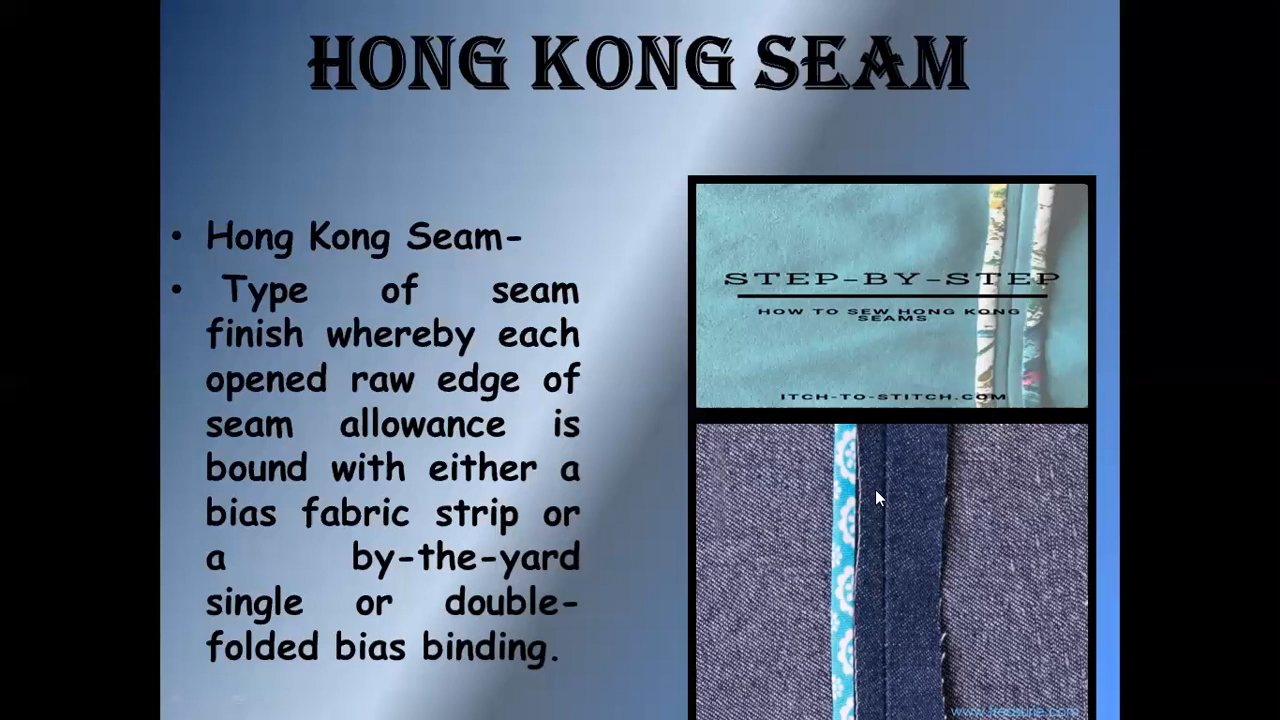 HONG KONG SEAM
• Hong Kong Seam-
• Type of seam
finish whereby each
opened raw edge of
seam allowance is
bound with either a
bias fabric strip or
a by-the-yard
single or double-
folded bias binding.
STEP-BY-STEP
HOW TO SEW HONG KONG
SEAMS
ITCH-TO-STITCH.COM